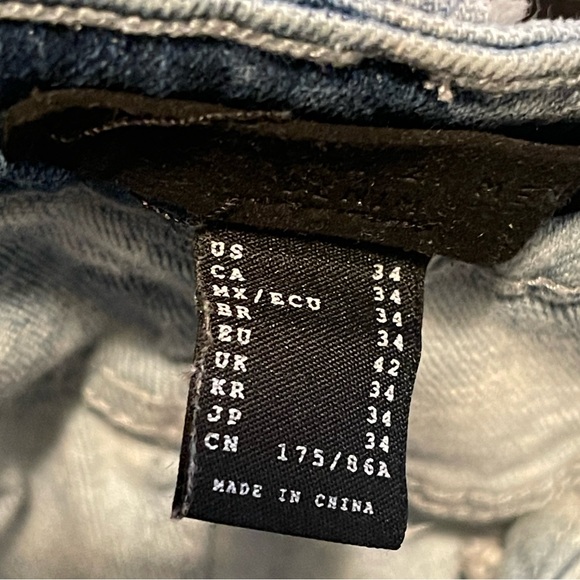 US 34
CA 34
MX/ECU 34
BR 34
EU 42
UK 34
KR 34
JP 34
CN 175/86A
MADE IN CHINA